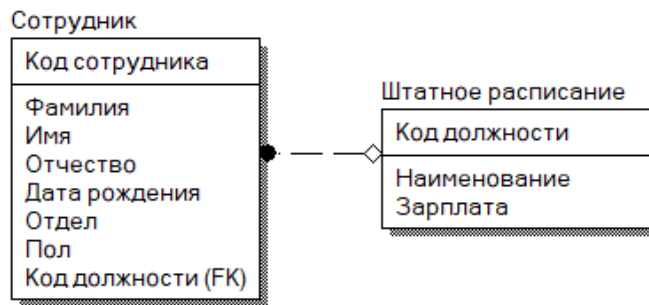 Сотрудник
Код сотрудника
Фамилия
Имя
Отчество
Дата рождения
Отдел
Пол
Код должности (FK)
Штатное расписание
Код должности
Наименование
Зарплата